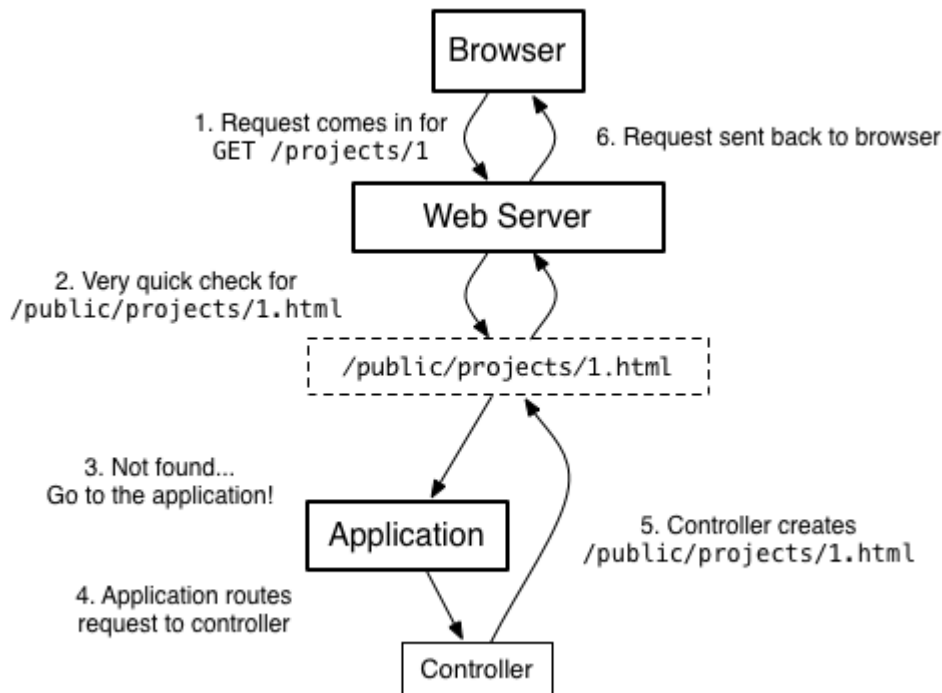 Browser
1. Request comes in for
GET /projects/1
6. Request sent back to browser
Web Server
2. Very quick check for
/public/projects/1.html
/public/projects/1.html
3. Not found...
Go to the application!
Application
5. Controller creates
/public/projects/1.html
4. Application routes
request to controller
Controller